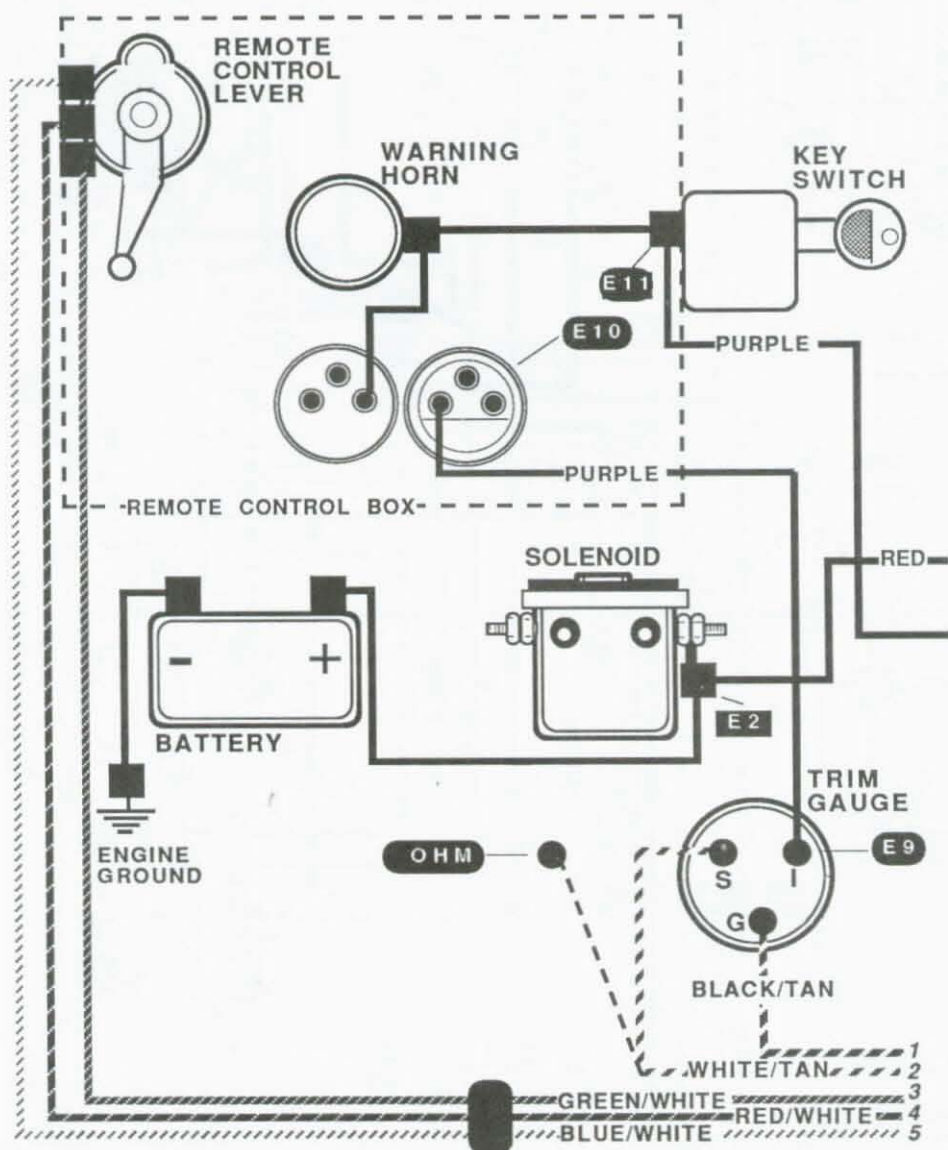 REMOTE
CONTROL
LEVER
WARNING
HORN
KEY
SWITCH
E11
E10
PURPLE
PURPLE
REMOTE CONTROL BOX
SOLENOID
RED
-
+
BATTERY
E2
TRIM
GAUGE
ENGINE
GROUND
OHM
E9
S
I
G
BLACK/TAN
1
WHITE/TAN
2
GREEN/WHITE
3
RED/WHITE
4
BLUE/WHITE
5